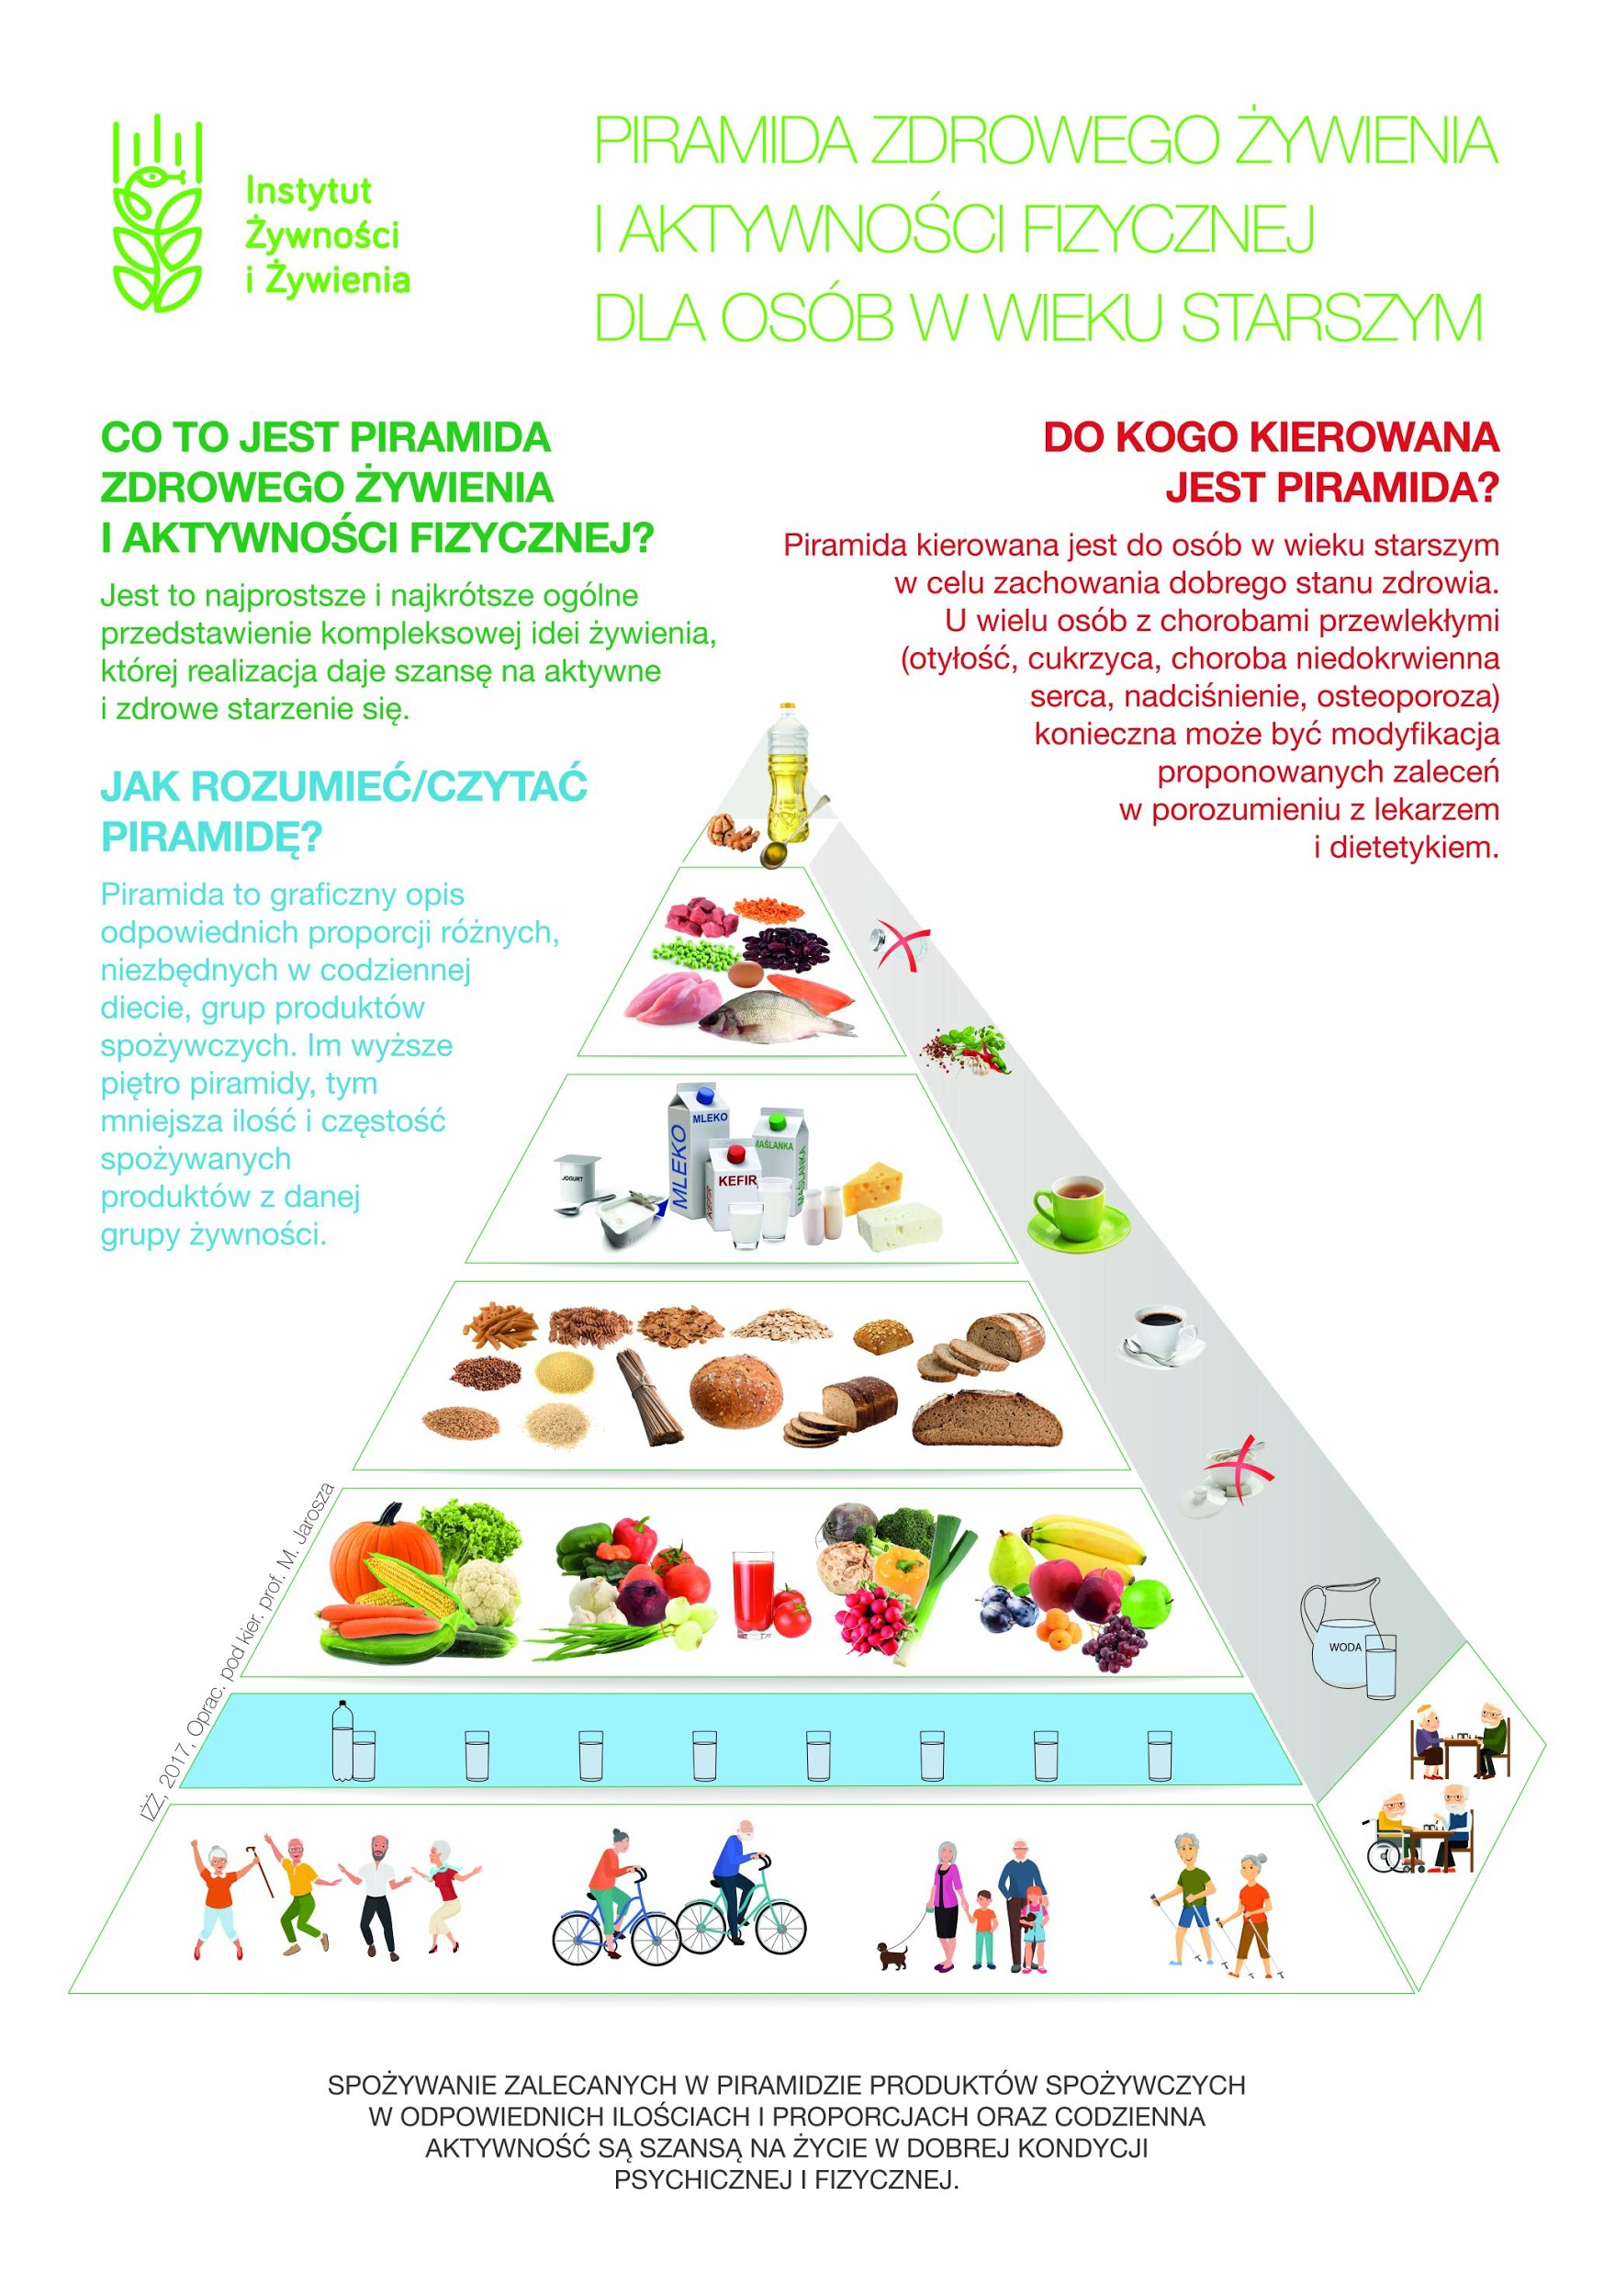 Instytut
Żywności
i Żywienia
PIRAMIDA ZDROWEGO ŻYWIENIA
I AKTYWNOŚCI FIZYCZNEJ
DLA OSÓB W WIEKU STARSZYM
CO TO JEST PIRAMIDA
ZDROWEGO ŻYWIENIA
I AKTYWNOŚCI FIZYCZNEJ?
Jest to najprostsze i najkrótsze ogólne
przedstawienie kompleksowej idei żywienia,
której realizacja daje szansę na aktywne
i zdrowe starzenie się.
DO KOGO KIEROWANA
JEST PIRAMIDA?
Piramida kierowana jest do osób w wieku starszym
w celu zachowania dobrego stanu zdrowia.
U wielu osób z chorobami przewlekłymi
(otyłość, cukrzyca, choroba niedokrwienna
serca, nadciśnienie, osteoporoza)
konieczna może być modyfikacja
proponowanych zaleceń
w porozumieniu z lekarzem
i dietetykiem.
JAK ROZUMIEĆ/CZYTAĆ
PIRAMIDĘ?
Piramida to graficzny opis
odpowiednich proporcji różnych,
niezbędnych w codziennej
diecie, grup produktów
spożywczych. Im wyższe
piętro piramidy, tym
mniejsza ilość i częstość
spożywanych
produktów z danej
grupy żywności.
JOGURT
MLEKO
MLEKO
KEFIR
KEFIR
MAŚLANKA
MAŚLANKA
WODA
IŻŻ, 2017, Oprac. pod kier. prof. M. Jarosza
SPOŻYWANIE ZALECANYCH W PIRAMIDZIE PRODUKTÓW SPOŻYWCZYCH
W ODPOWIEDNICH ILOŚCIACH I PROPORCJACH ORAZ CODZIENNA
AKTYWNOŚĆ SĄ SZANSĄ NA ŻYCIE W DOBREJ KONDYCJI
PSYCHICZNEJ I FIZYCZNEJ.